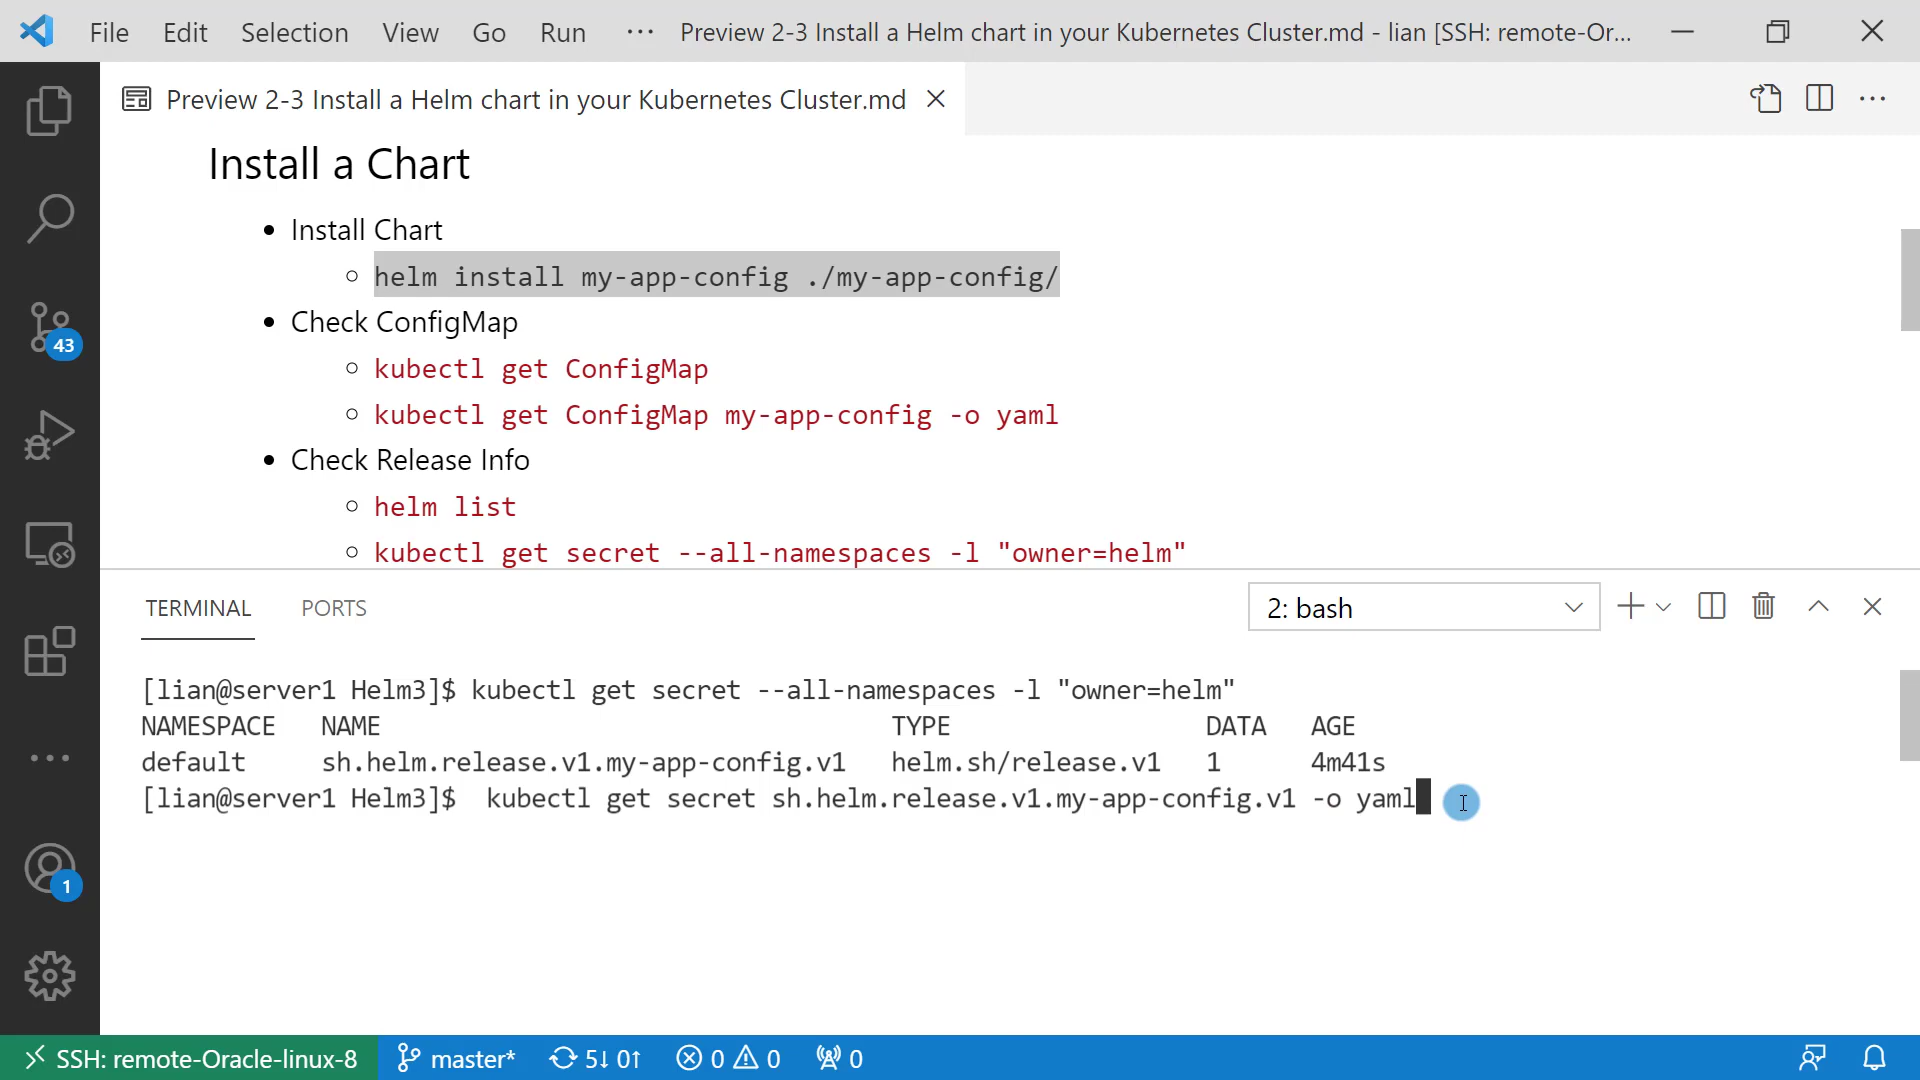 File Edit Selection View Go Run ··· Preview 2-3 Install a Helm chart in your Kubernetes Cluster.md - lian [SSH: remote-Or...
Preview 2-3 Install a Helm chart in your Kubernetes Cluster.md
Install a Chart
• Install Chart
helm install my-app-config ./my-app-config/
• Check ConfigMap
kubectl get ConfigMap
kubectl get ConfigMap my-app-config -o yaml
• Check Release Info
helm list
kubectl get secret --all-namespaces -l "owner=helm"
43
TERMINAL PORTS 2: bash
[lian@server1 Helm3]$ kubectl get secret --all-namespaces -l "owner=helm"
NAMESPACE NAME TYPE DATA AGE
default sh.helm.release.v1.my-app-config.v1 helm.sh/release.v1 1 4m41s
[lian@server1 Helm3]$ kubectl get secret sh.helm.release.v1.my-app-config.v1 -o yaml
1
SSH: remote-Oracle-linux-8 master* 5↓ 0↑ 0 0 0